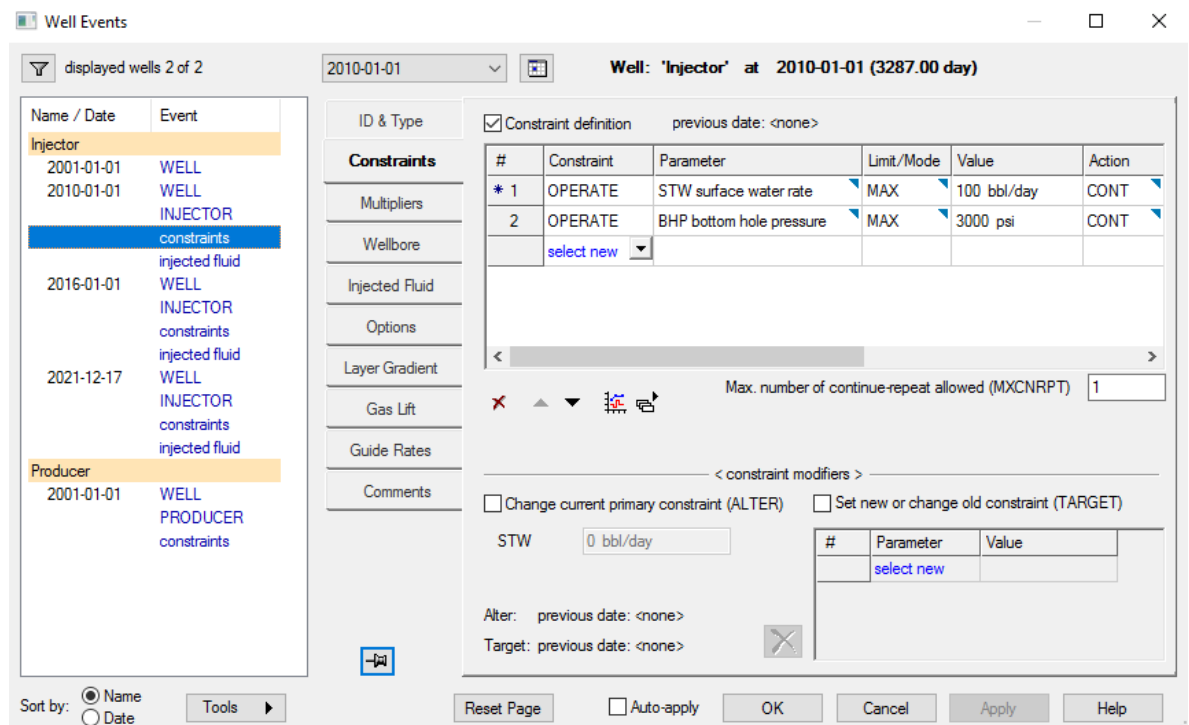 Well Events
displayed wells 2 of 2
2010-01-01
Well: 'Injector' at 2010-01-01 (3287.00 day)
Name / Date Event
Injector
2001-01-01 WELL
2010-01-01 WELL
INJECTOR
constraints
injected fluid
2016-01-01 WELL
INJECTOR
constraints
injected fluid
2021-12-17 WELL
INJECTOR
constraints
injected fluid
Producer
2001-01-01 WELL
PRODUCER
constraints
Sort by: Name
Date
Tools
ID & Type
Constraints
Multipliers
Wellbore
Injected Fluid
Options
Layer Gradient
Gas Lift
Guide Rates
Comments
Constraint definition previous date: <none>
# Constraint Parameter Limit/Mode Value Action
* 1 OPERATE STW surface water rate MAX 100 bbl/day CONT
2 OPERATE BHP bottom hole pressure MAX 3000 psi CONT
select new
Max. number of continue-repeat allowed (MXCNRPT) 1
< constraint modifiers >
Change current primary constraint (ALTER)
STW 0 bbl/day
Alter: previous date: <none>
Target: previous date: <none>
Set new or change old constraint (TARGET)
# Parameter Value
select new
Reset Page Auto-apply OK Cancel Apply Help